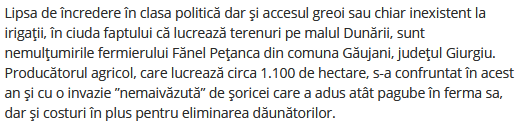 Lipsa de încredere în clasa politică dar și accesul greoi sau chiar inexistent la
irigații, în ciuda faptului că lucrează terenuri pe malul Dunării, sunt
nemulțumirile fermierului Fănel Pețanca din comuna Găujani, județul Giurgiu.
Producătorul agricol, care lucrează circa 1.100 de hectare, s-a confruntat în acest
an și cu o invazie ”nemaivăzută” de șoricei care a adus atât pagube în ferma sa,
dar și costuri în plus pentru eliminarea dăunătorilor.